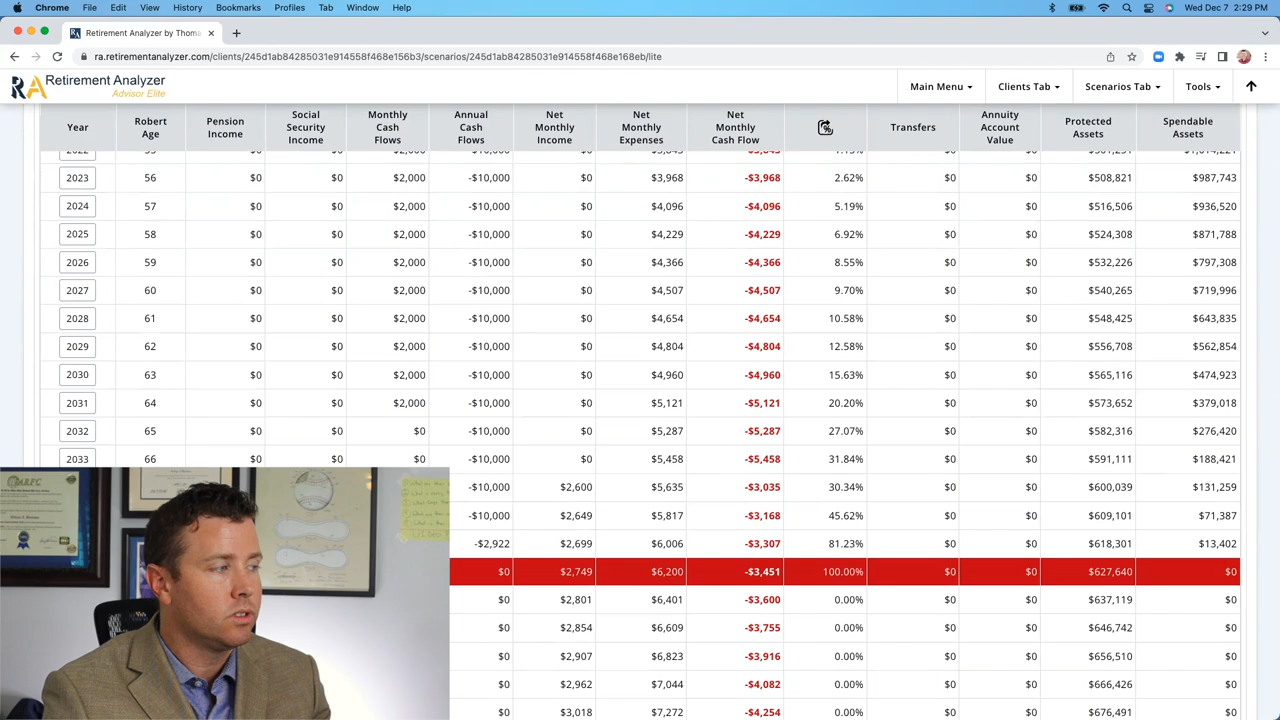 Chrome File Edit View History Bookmarks Profiles Tab Window Help Wed Dec 7 2:29 PM
Retirement Analyzer by Thoma
ra.retirementanalyzer.com/clients/245d1ab84285031e914558f168e156b3/scenarios/245d1ab84285031e914558f168e168eb/lite
RA Retirement Analyzer Main Menu Clients Tab Scenarios Tab Tools
Advisor Elite
Year Robert Age Pension Income Social Security Income Monthly Cash Flows Annual Cash Flows Net Monthly Income Net Monthly Expenses Net Monthly Cash Flow Transfers Annuity Account Value Protected Assets Spendable Assets
2023 56 $0 $0 $2,000 -$10,000 $0 $3,968 -$3,968 2.62% $0 $0 $508,821 $987,743
2024 57 $0 $0 $2,000 -$10,000 $0 $4,096 -$4,096 5.19% $0 $0 $516,506 $936,520
2025 58 $0 $0 $2,000 -$10,000 $0 $4,229 -$4,229 6.92% $0 $0 $524,308 $871,788
2026 59 $0 $0 $2,000 -$10,000 $0 $4,366 -$4,366 8.55% $0 $0 $532,226 $797,308
2027 60 $0 $0 $2,000 -$10,000 $0 $4,507 -$4,507 9.70% $0 $0 $540,265 $719,996
2028 61 $0 $0 $2,000 -$10,000 $0 $4,654 -$4,654 10.58% $0 $0 $548,425 $643,835
2029 62 $0 $0 $2,000 -$10,000 $0 $4,804 -$4,804 12.58% $0 $0 $556,708 $562,854
2030 63 $0 $0 $2,000 -$10,000 $0 $4,960 -$4,960 15.63% $0 $0 $565,116 $474,923
2031 64 $0 $0 $2,000 -$10,000 $0 $5,121 -$5,121 20.20% $0 $0 $573,652 $379,018
2032 65 $0 $0 $0 -$10,000 $0 $5,287 -$5,287 27.07% $0 $0 $582,316 $276,420
2033 66 $0 $0 $0 -$10,000 $0 $5,458 -$5,458 31.84% $0 $0 $591,111 $188,421
-$10,000 $2,600 $5,635 -$3,035 30.34% $0 $0 $600,039 $131,259
-$10,000 $2,649 $5,817 -$3,168 45.62% $0 $0 $609,101 $71,387
-$2,922 $2,699 $6,006 -$3,307 81.23% $0 $0 $618,301 $13,402
$0 $2,749 $6,200 -$3,451 100.00% $0 $0 $627,640 $0
$0 $2,801 $6,401 -$3,600 0.00% $0 $0 $637,119 $0
$0 $2,854 $6,609 -$3,755 0.00% $0 $0 $646,742 $0
$0 $2,907 $6,823 -$3,916 0.00% $0 $0 $656,510 $0
$0 $2,962 $7,044 -$4,082 0.00% $0 $0 $666,426 $0
$0 $3,018 $7,272 -$4,254 0.00% $0 $0 $676,491 $0